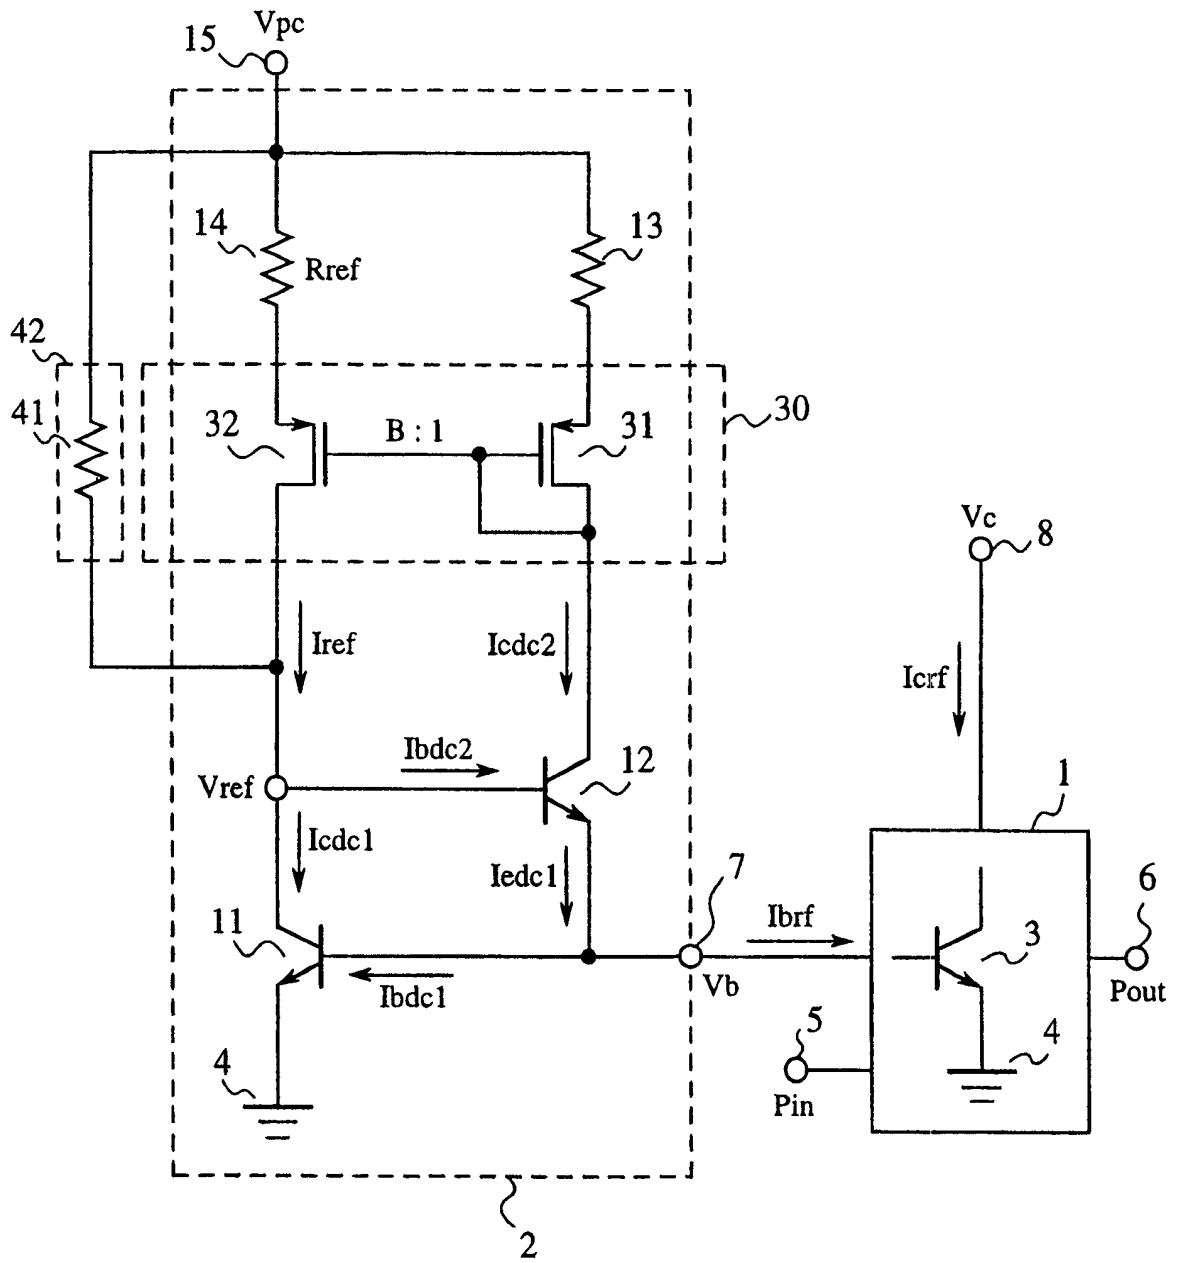 Vpc
15
14
13
Rref
42
41
32
B : 1
31
30
Vc
8
Iref
Icdc2
Icrf
Ibdc2
12
Vref
1
Icdc1
Iedc1
7
6
11
Ibrf
3
Ibdc1
Vb
Pout
5
4
4
Pin
2